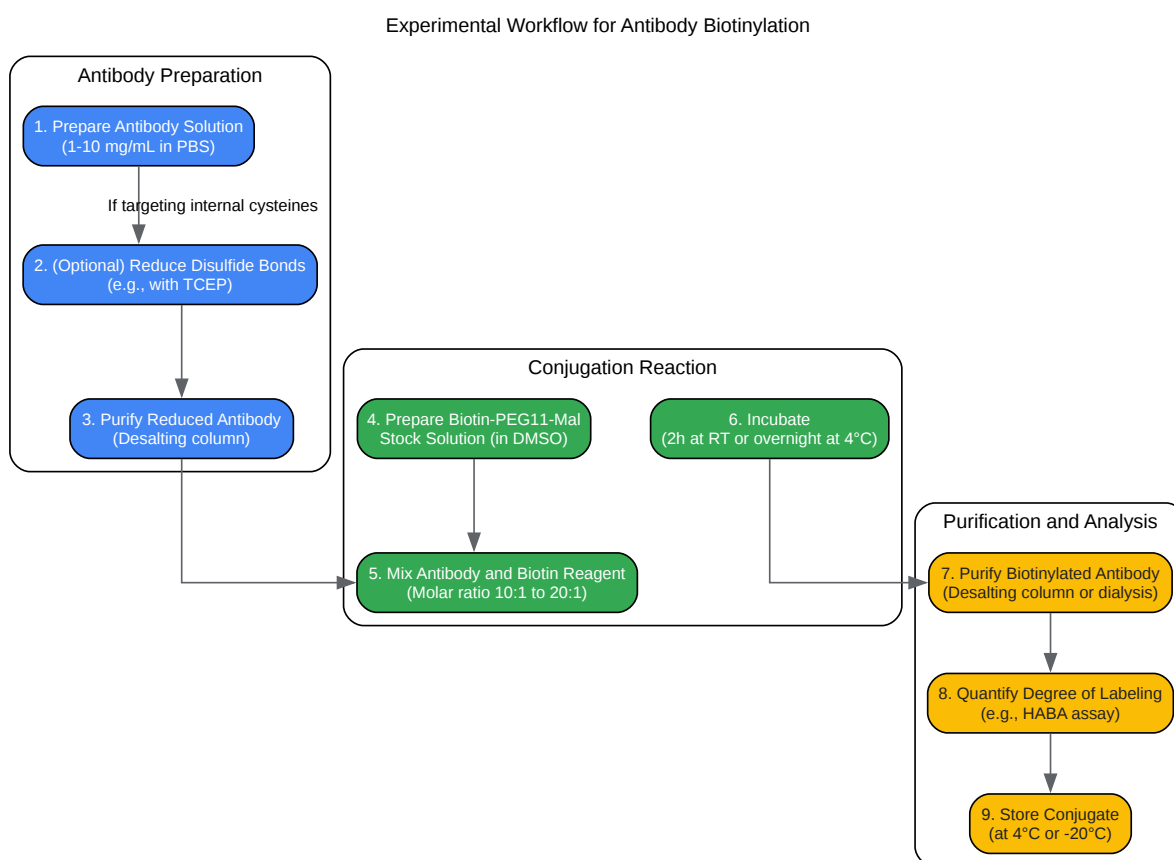 Experimental Workflow for Antibody Biotinylation
Antibody Preparation
1. Prepare Antibody Solution
(1-10 mg/mL in PBS)
If targeting internal cysteines
2. (Optional) Reduce Disulfide Bonds
(e.g., with TCEP)
3. Purify Reduced Antibody
(Desalting column)
Conjugation Reaction
4. Prepare Biotin-PEG11-Mal
Stock Solution (in DMSO)
5. Mix Antibody and Biotin Reagent
(Molar ratio 10:1 to 20:1)
6. Incubate
(2h at RT or overnight at 4°C)
Purification and Analysis
7. Purify Biotinylated Antibody
(Desalting column or dialysis)
8. Quantify Degree of Labeling
(e.g., HABA assay)
9. Store Conjugate
(at 4°C or -20°C)